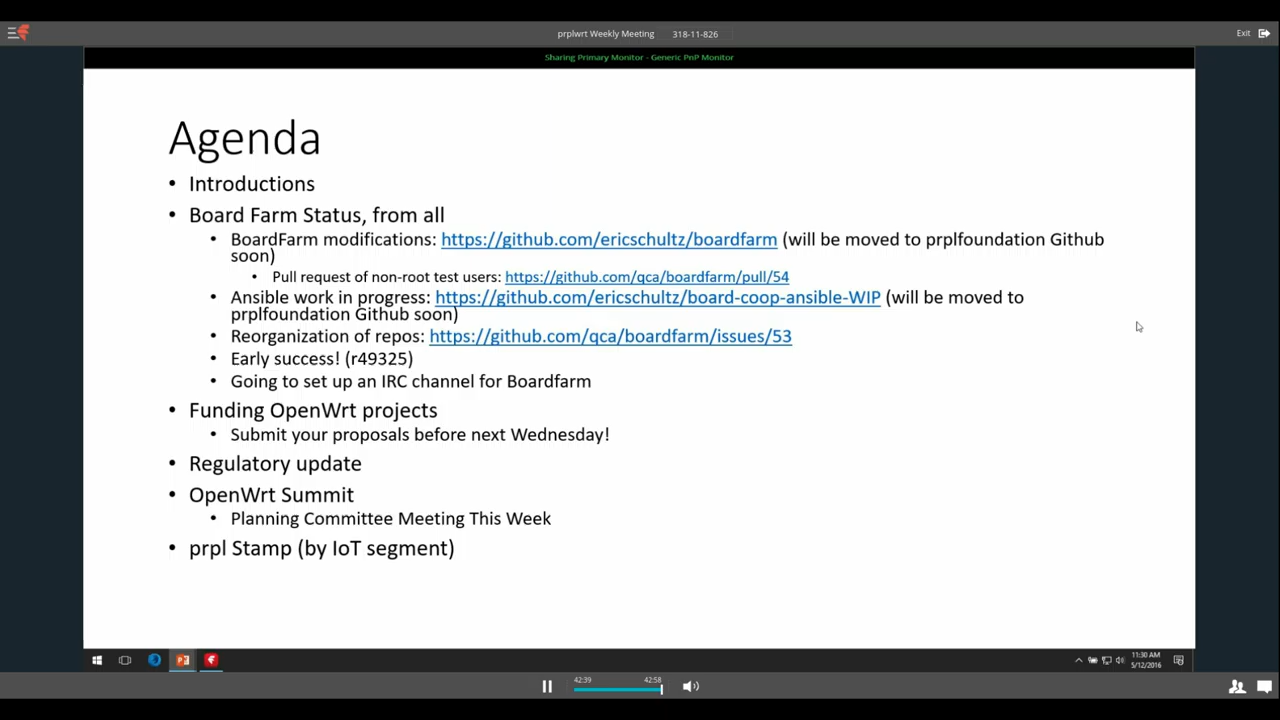 prplwrt Weekly Meeting 318-11-826 Exit
Sharing Primary Monitor - Generic PnP Monitor
Agenda
• Introductions
• Board Farm Status, from all
• BoardFarm modifications: https://github.com/ericschultz/boardfarm (will be moved to prplfoundation Github
soon)
• Pull request of non-root test users: https://github.com/qca/boardfarm/pull/54
• Ansible work in progress: https://github.com/ericschultz/board-coop-ansible-WIP (will be moved to
prplfoundation Github soon)
• Reorganization of repos: https://github.com/qca/boardfarm/issues/53
• Early success! (r49325)
• Going to set up an IRC channel for Boardfarm
• Funding OpenWrt projects
• Submit your proposals before next Wednesday!
• Regulatory update
• OpenWrt Summit
• Planning Committee Meeting This Week
• prpl Stamp (by IoT segment)
11:30 AM
5/12/2016
42:39 42:58